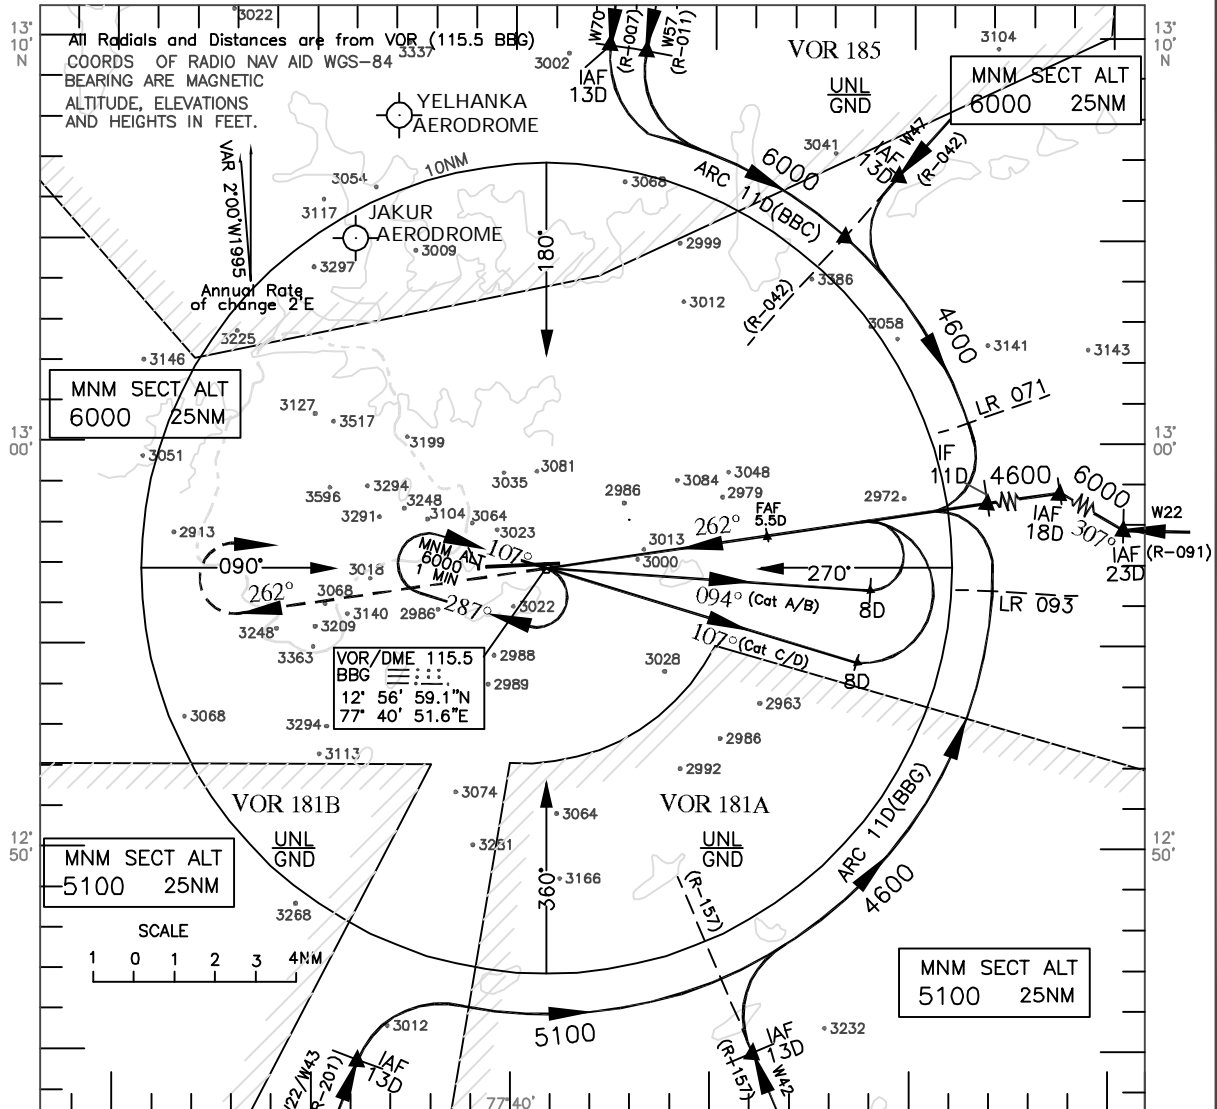 3022
13°
10'
N
All Radials and Distances are from VOR (115.5 BBG)
COORDS OF RADIO NAV AID WGS-84
BEARING ARE MAGNETIC
ALTITUDE, ELEVATIONS
AND HEIGHTS IN FEET.
3337
3002
W70
(R-007)
W57
(R-011)
IAF
13D
VOR 185
UNL
GND
3104
13°
10'
N
MNM SECT ALT
6000 25NM
YELHANKA
AERODROME
VAR 2°00'W1995
Annual Rate
of change 2'E
10NM
3054
3117
JAKUR
AERODROME
3009
3297
3225
3146
180°
3068
2999
3012
ARC 11D(BBC)
6000
3041
IAF
13D
W47
(R-042)
(R-042)
3386
3058
4600
3141
3143
LR 071
MNM SECT ALT
6000 25NM
13°
00'
3051
3127
3517
3199
3081
3035
3596
3294
3248
3291
3104
3064
3023
2913
2986
3084
3048
2979
2972
FAF
5.5D
262°
IF
11D
4600
6000
IAF
18D
307°
W22
IAF (R-091)
23D
13°
00'
3013
3000
090°
262°
MNM ALT
6000
1 MIN
107°
287°
3018
3068
3140
2986
3022
3209
3248
3363
270°
094° (Cat A/B)
8D
107° (Cat C/D)
8D
LR 093
VOR/DME 115.5
BBG
12° 56' 59.1"N
77° 40' 51.6"E
2988
2989
3028
2963
2986
2992
3068
3294
3113
VOR 181B
UNL
GND
3074
3064
VOR 181A
UNL
GND
3166
360°
12°
50'
MNM SECT ALT
5100 25NM
3268
SCALE
1 0 1 2 3 4NM
ARC 11D(BBG)
4600
12°
50'
(R-157)
MNM SECT ALT
5100 25NM
3012
5100
3232
IAF
13D
IAF
13D
(R-157)
W42
77°40'